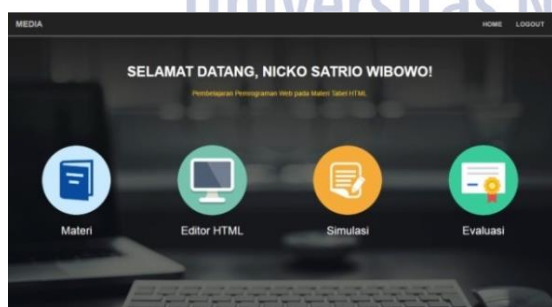 Universitas N
MEDIA HOME LOGOUT
SELAMAT DATANG, NICKO SATRIO WIBOWO!
Pembelajaran Pemrograman Web pada Materi Tabel HTML
Materi Editor HTML Simulasi Evaluasi